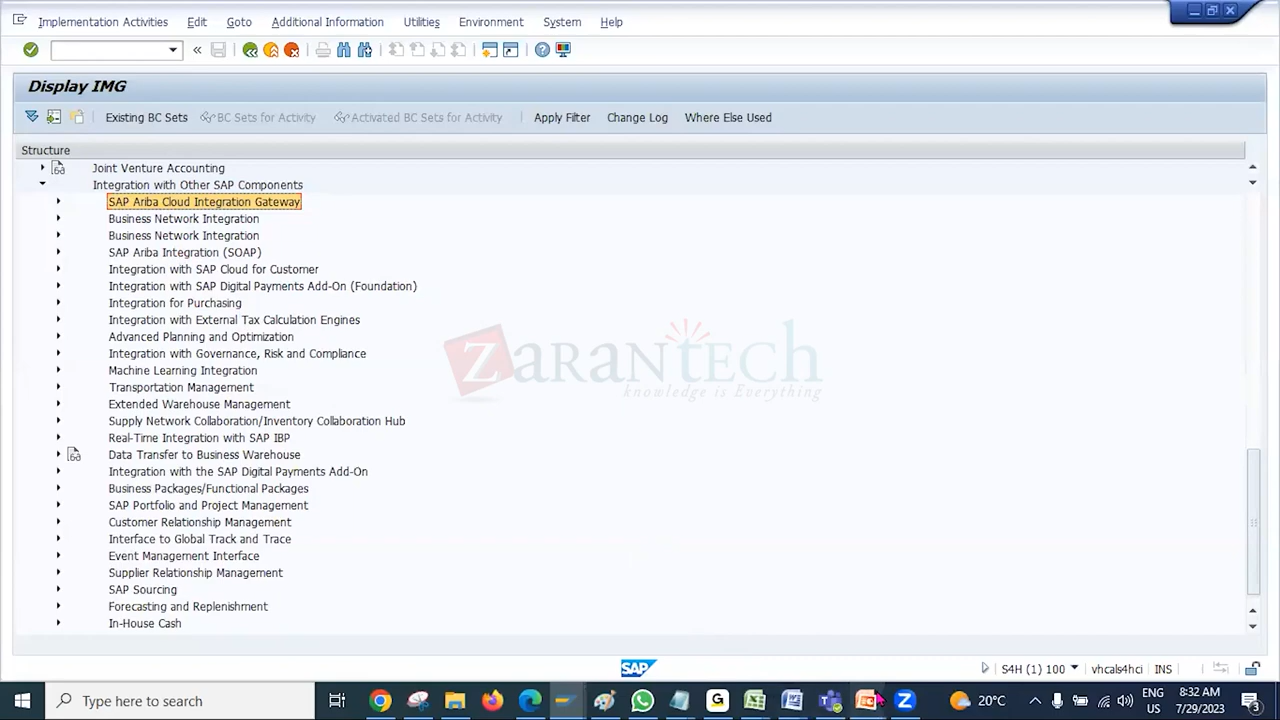 Implementation Activities Edit Goto Additional Information Utilities Environment System Help
Display IMG
Existing BC Sets BC Sets for Activity Activated BC Sets for Activity Apply Filter Change Log Where Else Used
Structure
Joint Venture Accounting
Integration with Other SAP Components
SAP Ariba Cloud Integration Gateway
Business Network Integration
Business Network Integration
SAP Ariba Integration (SOAP)
Integration with SAP Cloud for Customer
Integration with SAP Digital Payments Add-On (Foundation)
Integration for Purchasing
Integration with External Tax Calculation Engines
Advanced Planning and Optimization
Integration with Governance, Risk and Compliance
Machine Learning Integration
Transportation Management
Extended Warehouse Management
Supply Network Collaboration/Inventory Collaboration Hub
Real-Time Integration with SAP IBP
Data Transfer to Business Warehouse
Integration with the SAP Digital Payments Add-On
Business Packages/Functional Packages
SAP Portfolio and Project Management
Customer Relationship Management
Interface to Global Track and Trace
Event Management Interface
Supplier Relationship Management
SAP Sourcing
Forecasting and Replenishment
In-House Cash
ZARANTECH
knowledge is Everything
SAP
S4H (1) 100 vhcals4hci INS
Type here to search
20°C
ENG
US
8:32 AM
7/29/2023
3